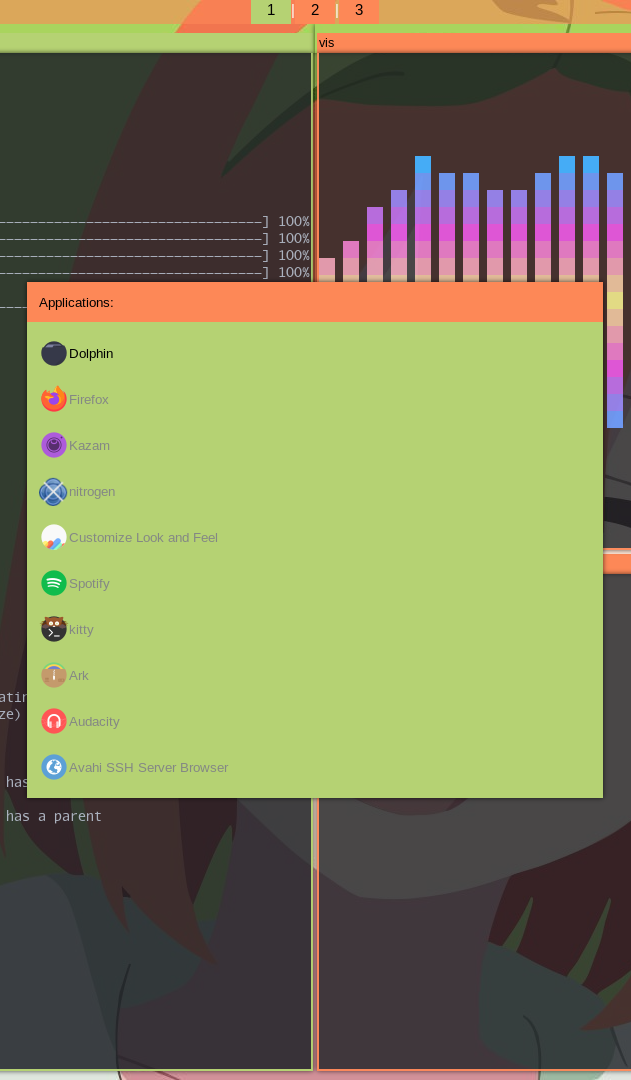 1 2 3
vis
] 100%
] 100%
] 100%
] 100%
Applications:
Dolphin
Firefox
Kazam
nitrogen
Customize Look and Feel
Spotify
kitty
Ark
Audacity
Avahi SSH Server Browser
ze)
has
has a parent